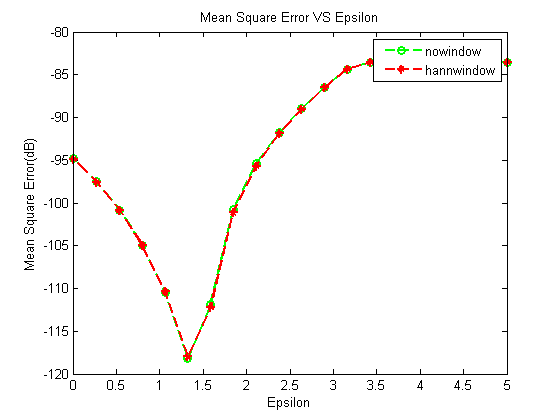 Mean Square Error VS Epsilon
-80
-85
-90
-95
-100
-105
-110
-115
-120
Mean Square Error(dB)
nowindow
hannwindow
0 0.5 1 1.5 2 2.5 3 3.5 4 4.5 5
Epsilon